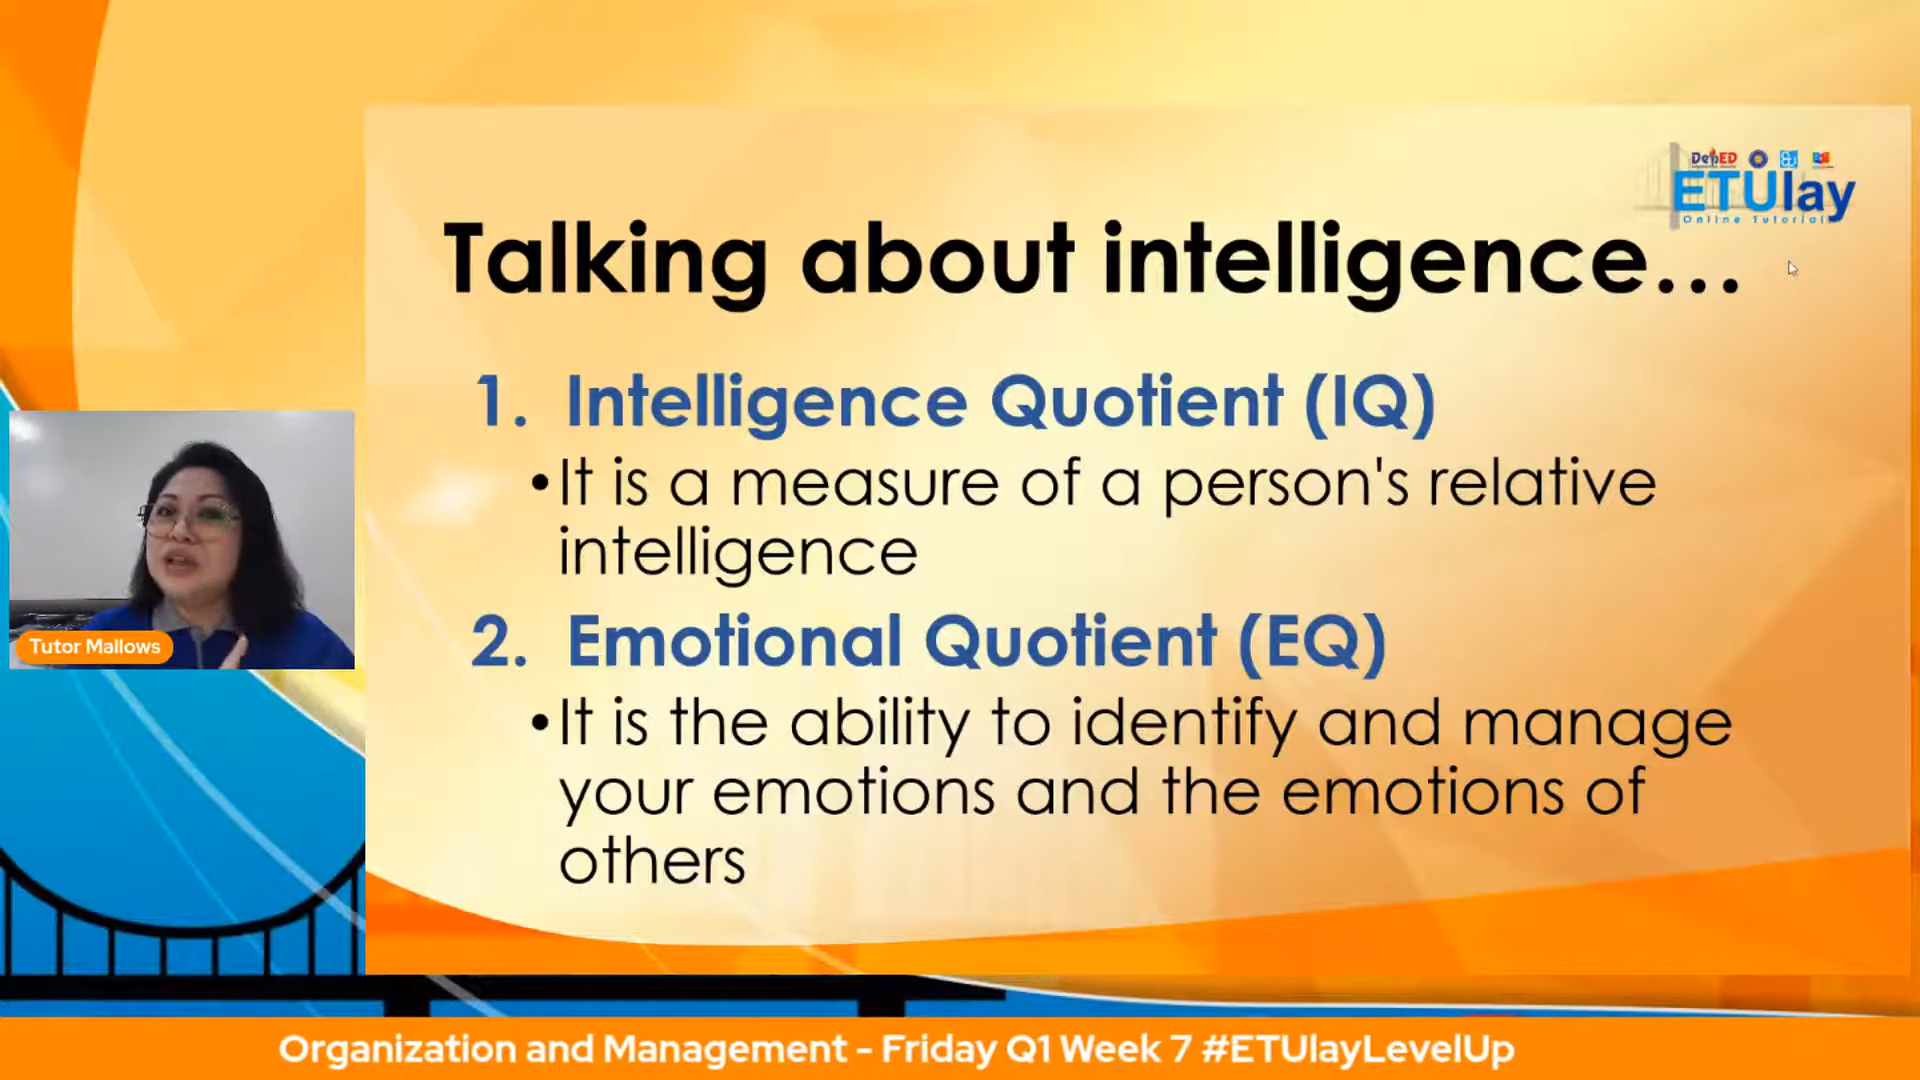 DepED
ETUlay
Online Tutorial
Talking about intelligence...
1. Intelligence Quotient (IQ)
•It is a measure of a person's relative
intelligence
2. Emotional Quotient (EQ)
•It is the ability to identify and manage
your emotions and the emotions of
others
Tutor Mallows
Organization and Management - Friday Q1 Week 7 #ETUlayLevelUp